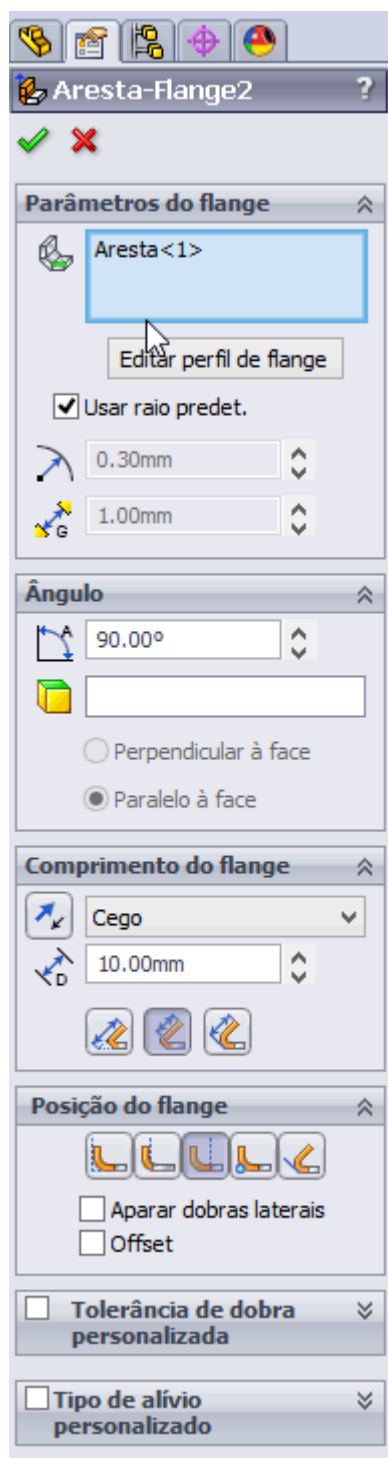 Aresta-Flange2 ?
Parâmetros do flange
Aresta<1>
Editar perfil de flange
Usar raio predet.
0.30mm
G
1.00mm
Ângulo
A
90.00º
Perpendicular à face
Paralelo à face
Comprimento do flange
Cego
D
10.00mm
Posição do flange
Aparar dobras laterais
Offset
Tolerância de dobra
personalizada
Tipo de alívio
personalizado